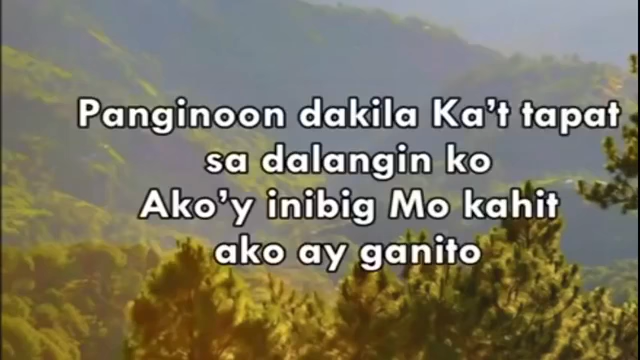 Panginoon dakila Ka't tapat
sa dalangin ko
Ako'y inibig Mo kahit
ako ay ganito